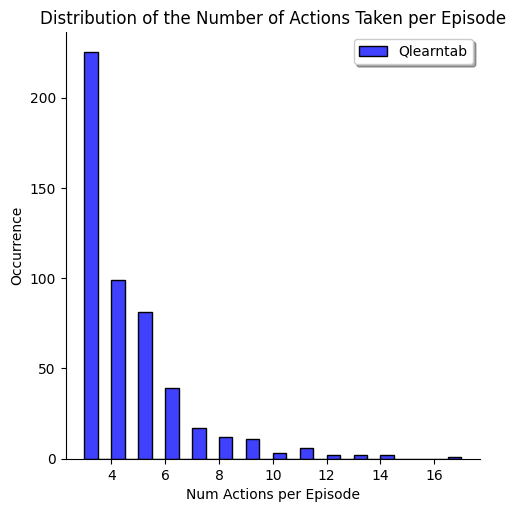 Distribution of the Number of Actions Taken per Episode
Qlearntab
200
150
100
50
0
Occurrence
4 6 8 10 12 14 16
Num Actions per Episode